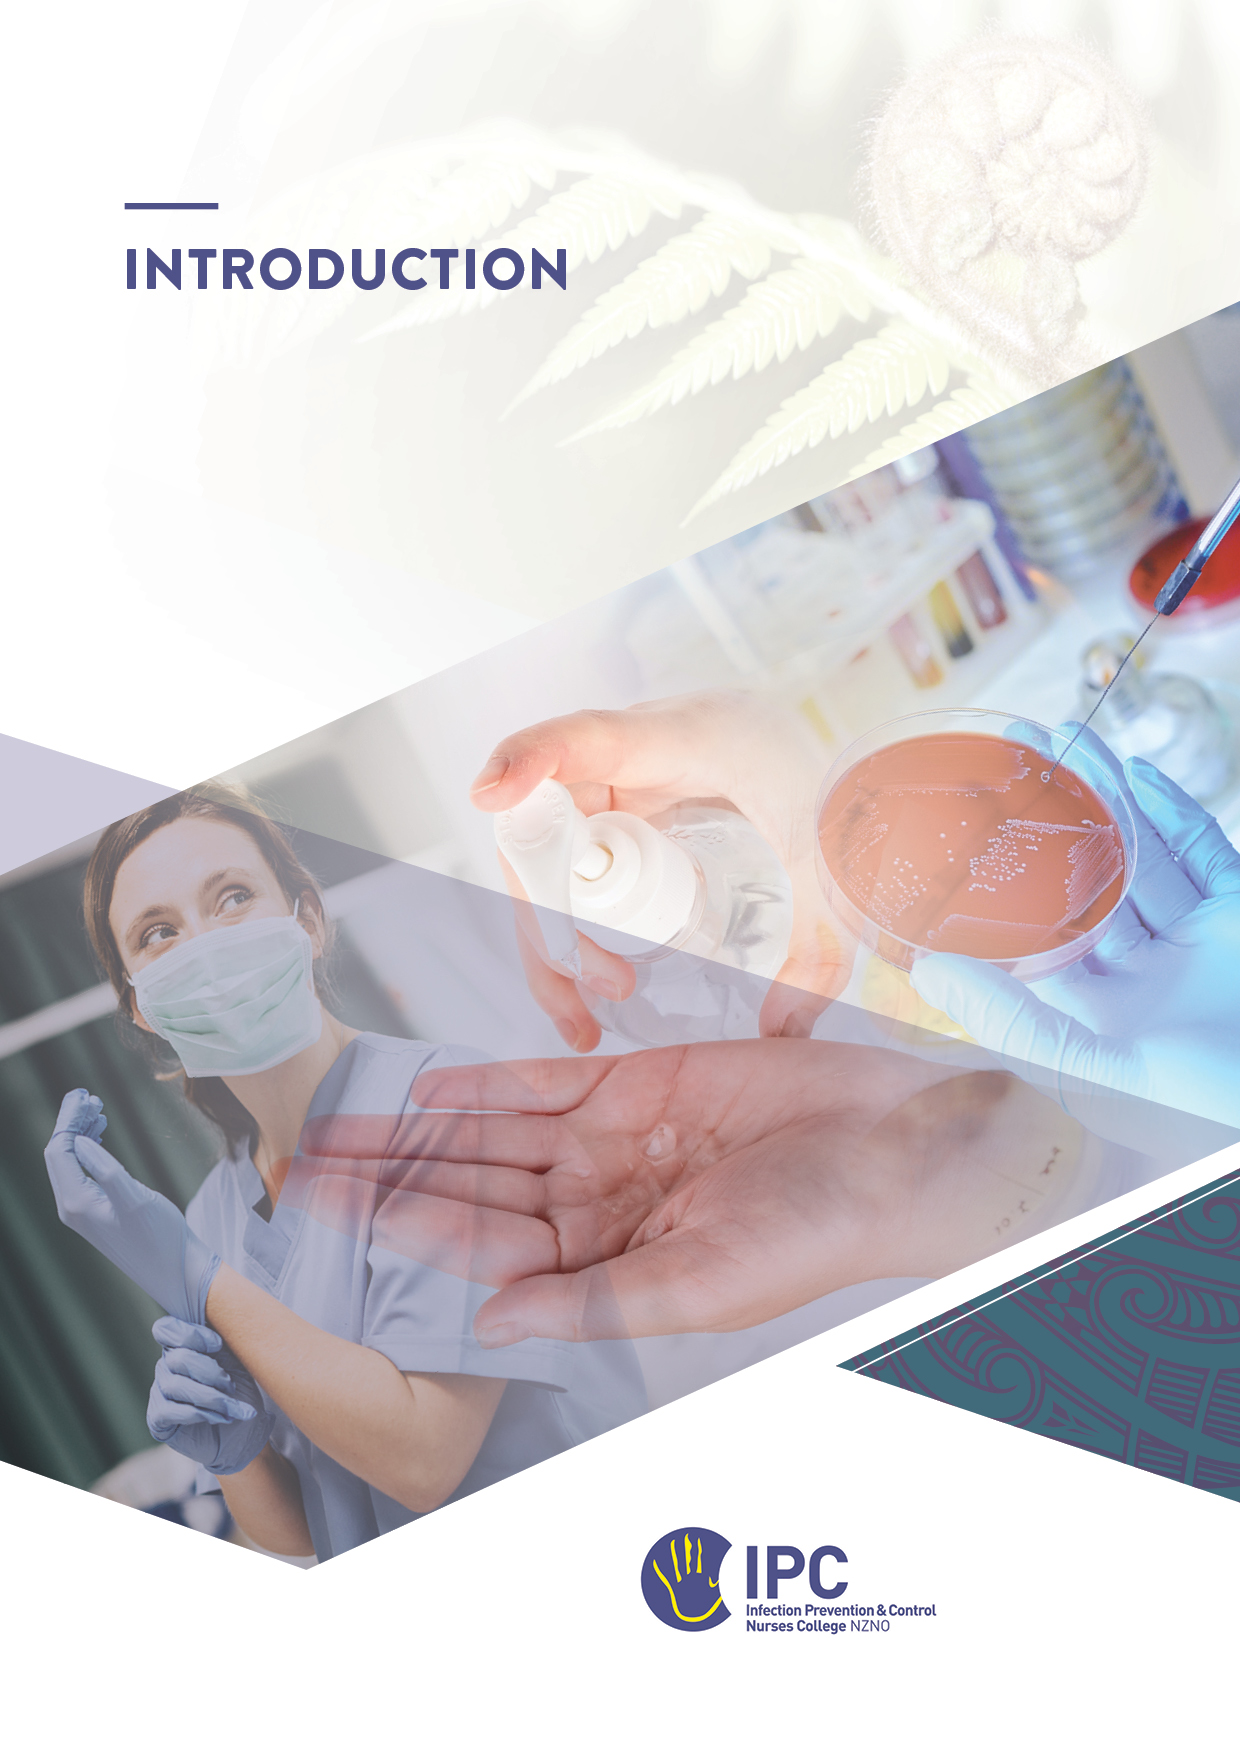 INTRODUCTION
IPC
Infection Prevention & Control
Nurses College NZNO